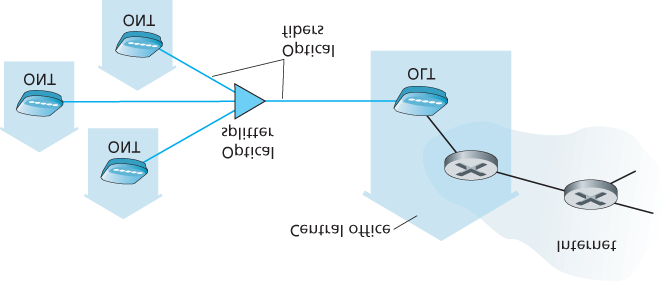 ONT
Optical
fibers
ONT
OLT
Optical
splitter
ONT
Central office
Internet